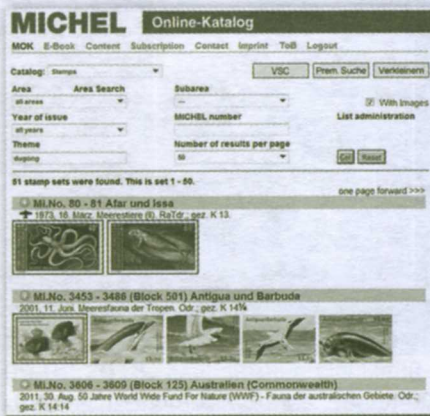 MICHEL Online-Katalog
MOK E-Book Content Subscription Contact Imprint ToB Logout
Catalog: Stamps VSC Prem. Suche Verkleinern
Area Area Search Subarea
all areas --- With Images
Year of issue MICHEL number List administration
all years
Theme Number of results per page
dugong 50 Go! Reset
81 stamp sets were found. This is set 1 - 50.
one page forward >>>
Mi.No. 80 - 81 Afar und Issa
1973, 16. März. Meerestiere (II). RaTdr.; gez. K 13.
Mi.No. 3453 - 3486 (Block 501) Antigua und Barbuda
2001, 11. Juni. Meeresfauna der Tropen. Odr.; gez. K 14¼
Mi.No. 3606 - 3609 (Block 125) Australien (Commonwealth)
2011, 30. Aug. 50 Jahre World Wide Fund For Nature (WWF) - Fauna der australischen Gebiete. Odr.;
gez. K 14:14